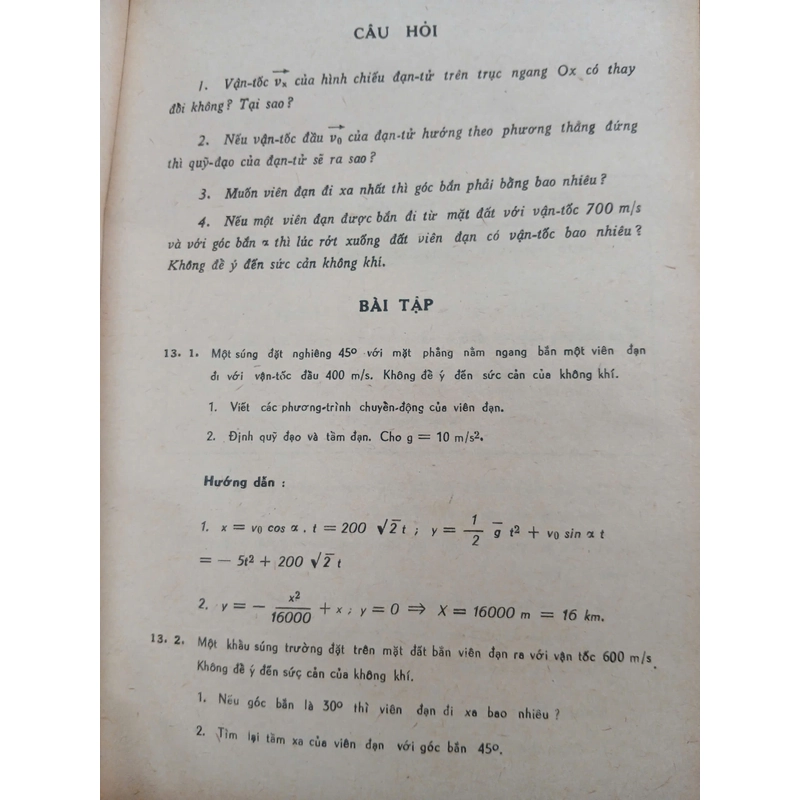 CÂU HỎI
1. Vận-tốc v⃗ₓ của hình chiếu đạn-tử trên trục ngang Ox có thay
đổi không? Tại sao?
2. Nếu vận-tốc đầu v⃗₀ của đạn-tử hướng theo phương thẳng đứng
thì quỹ-đạo của đạn-tử sẽ ra sao?
3. Muốn viên đạn đi xa nhất thì góc bắn phải bằng bao nhiêu?
4. Nếu một viên đạn được bắn đi từ mặt đất với vận-tốc 700 m/s
và với góc bắn α thì lúc rớt xuống đất viên đạn có vận-tốc bao nhiêu?
Không để ý đến sức cản không khí.
BÀI TẬP
13. 1. Một súng đặt nghiêng 45º với mặt phẳng nằm ngang bắn một viên đạn
đi với vận-tốc đầu 400 m/s. Không để ý đến sức cản của không khí.
1. Viết các phương-trình chuyển-động của viên đạn.
2. Định quỹ đạo và tầm đạn. Cho g = 10 m/s².
Hướng dẫn :
1. x = v₀ cos α . t = 200 √2 t ; y = 1/2 g̅ t² + v₀ sin α t
= – 5t² + 200 √2 t
2. y = – x²/16000 + x ; y = 0 ⇒ X = 16000 m = 16 km.
13. 2. Một khẩu súng trường đặt trên mặt đất bắn viên đạn ra với vận tốc 600 m/s.
Không để ý đến sức cản của không khí.
1. Nếu góc bắn là 30º thì viên đạn đi xa bao nhiêu ?
2. Tìm lại tầm xa của viên đạn với góc bắn 45º.